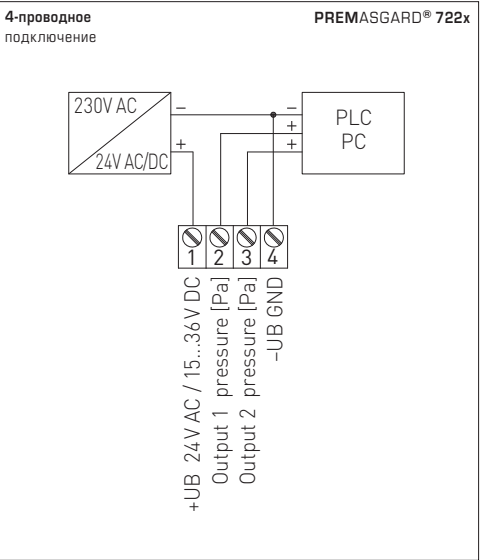 4-проводное
подключение
PREMASGARD® 722x
230V AC
24V AC/DC
−
+
−
+
+
PLC
PC
1 2 3 4
+UB 24V AC / 15...36V DC
Output 1 pressure [Pa]
Output 2 pressure [Pa]
−UB GND